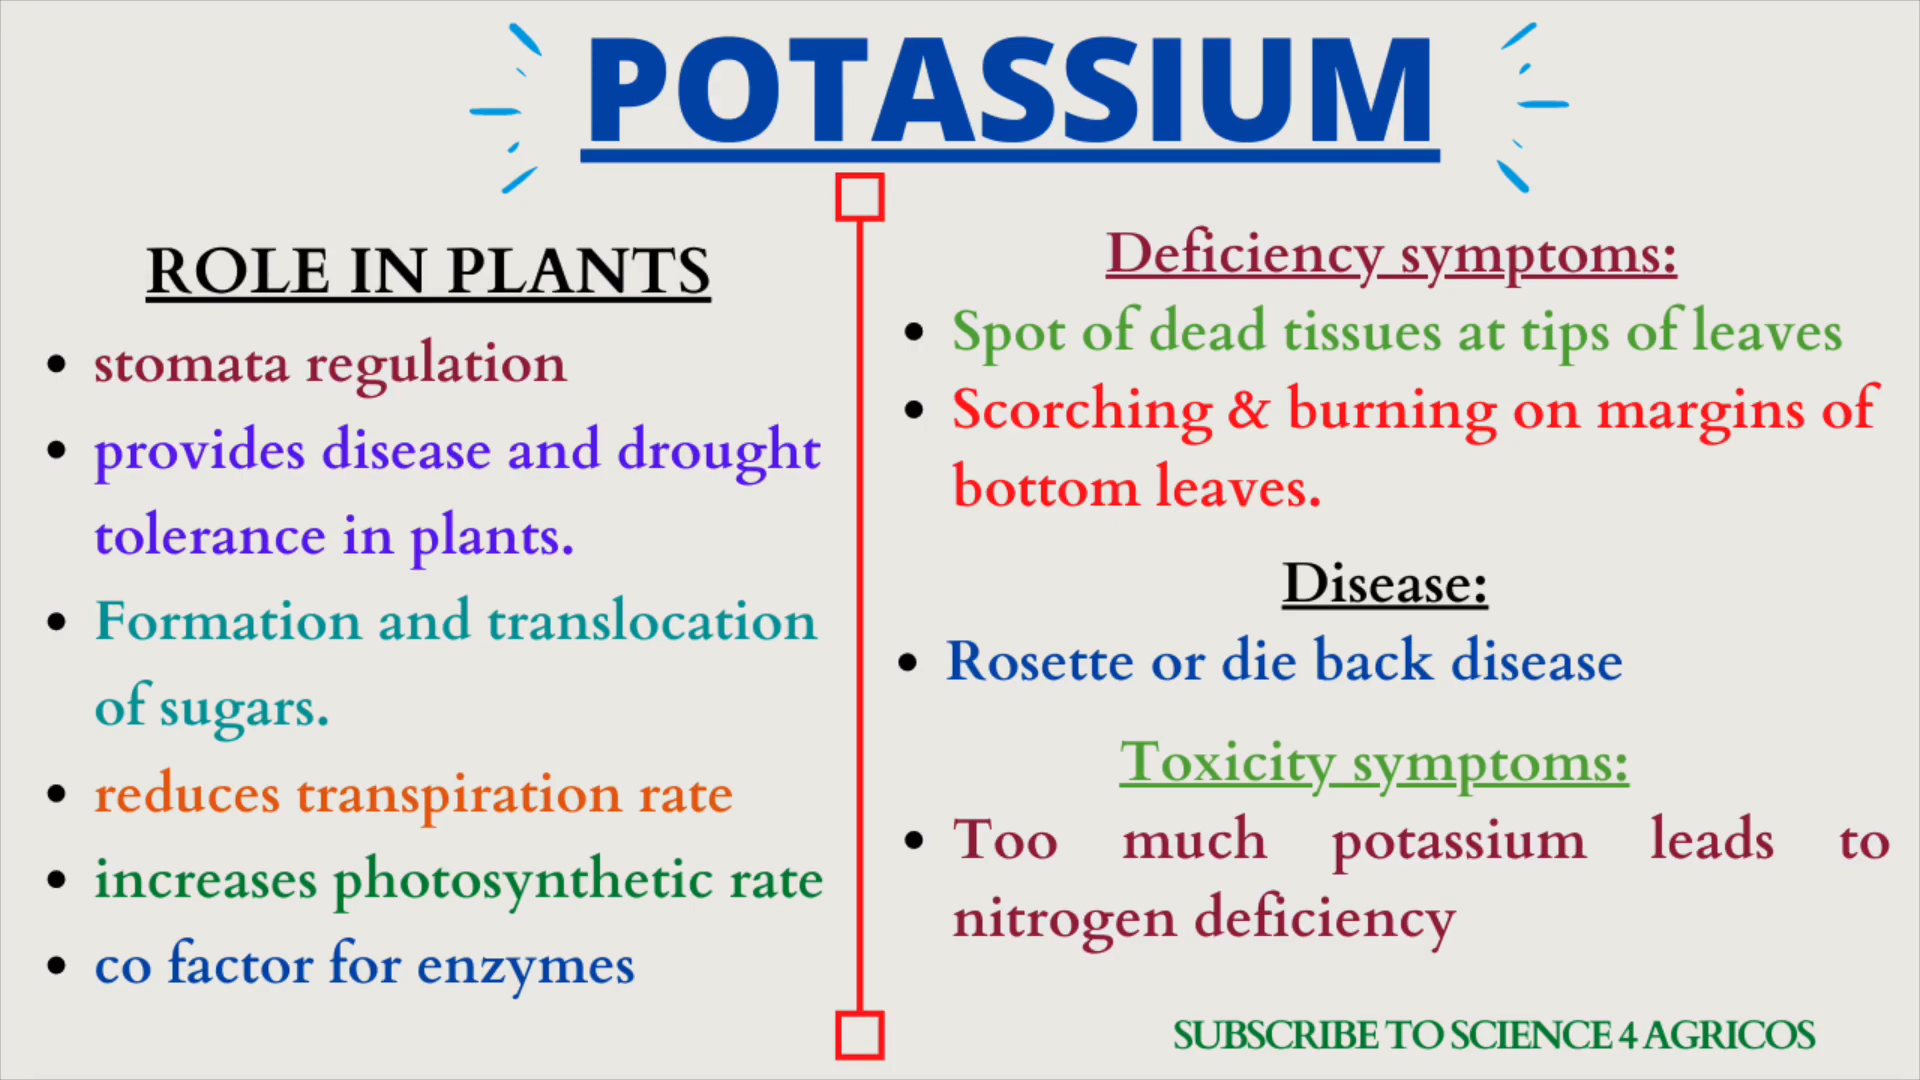 POTASSIUM
ROLE IN PLANTS
stomata regulation
provides disease and drought
tolerance in plants.
Formation and translocation
of sugars.
reduces transpiration rate
increases photosynthetic rate
co factor for enzymes
Deficiency symptoms:
Spot of dead tissues at tips of leaves
Scorching & burning on margins of
bottom leaves.
Disease:
Rosette or die back disease
Toxicity symptoms:
Too much potassium leads to
nitrogen deficiency
SUBSCRIBE TO SCIENCE 4 AGRICOS